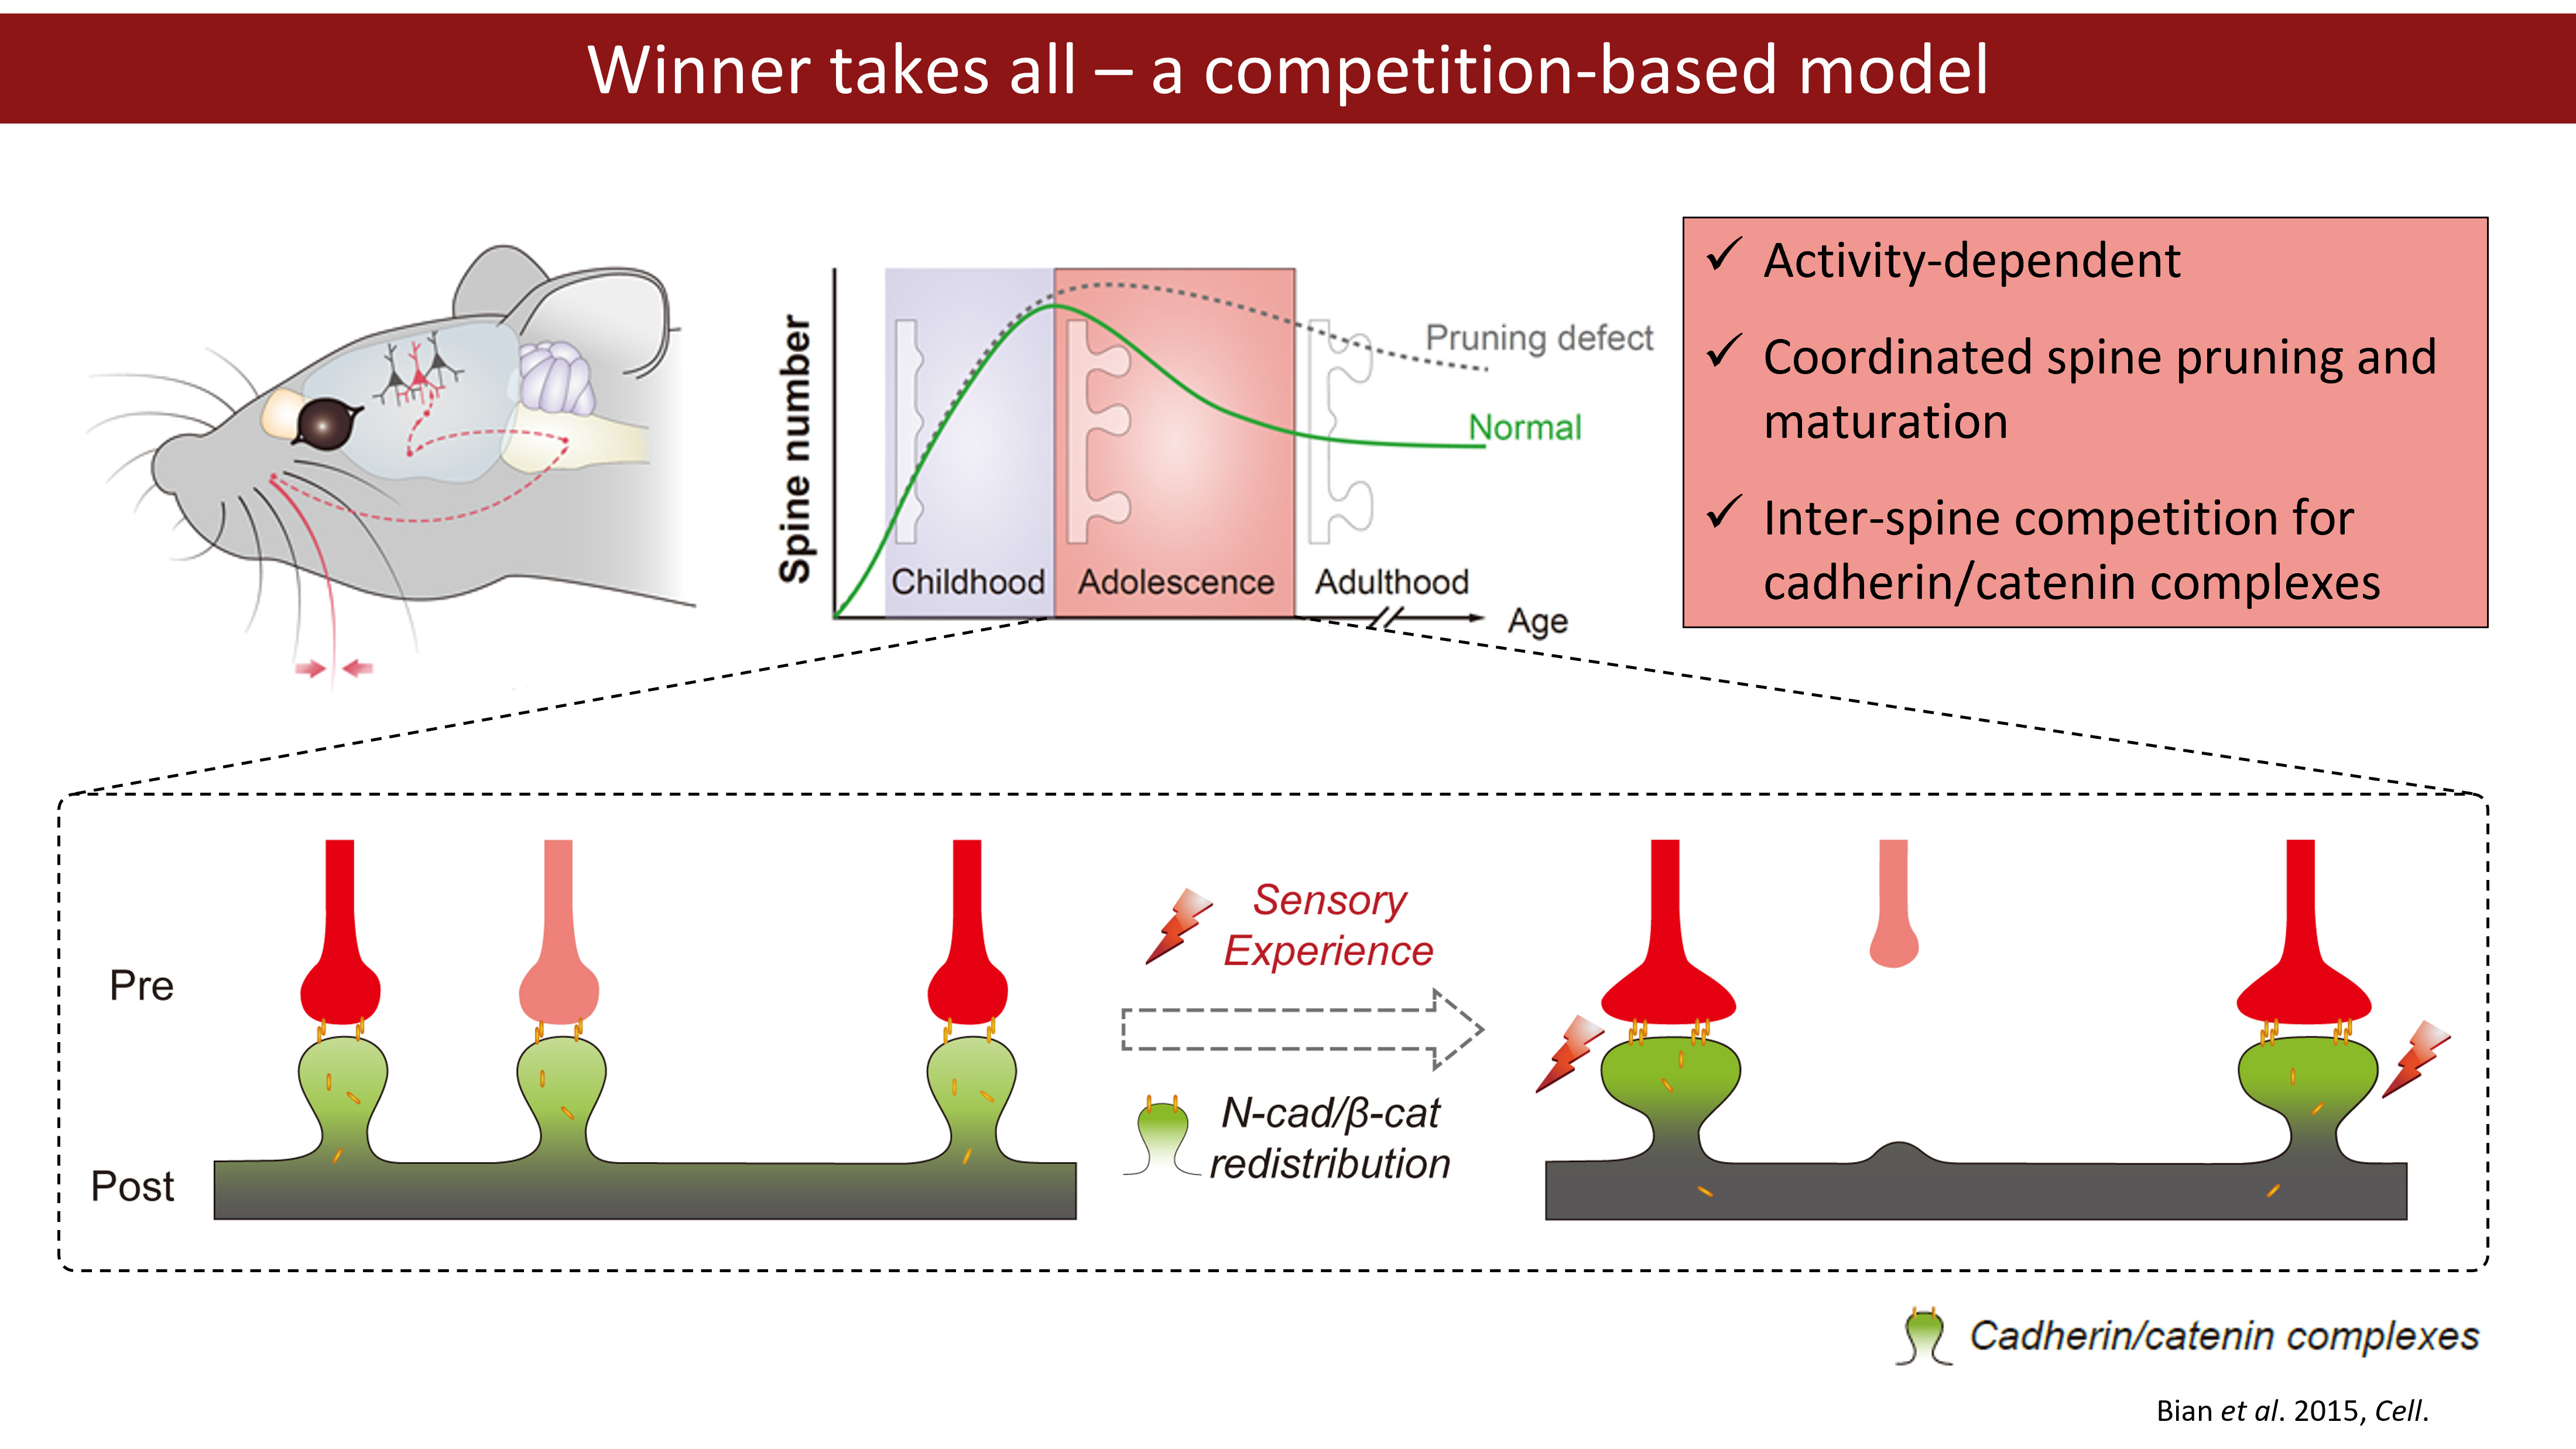 Winner takes all – a competition-based model
Spine number
Pruning defect
Normal
Childhood
Adolescence
Adulthood
Age
✓ Activity-dependent
✓ Coordinated spine pruning and
maturation
✓ Inter-spine competition for
cadherin/catenin complexes
Pre
Post
Sensory
Experience
N-cad/β-cat
redistribution
Cadherin/catenin complexes
Bian et al. 2015, Cell.